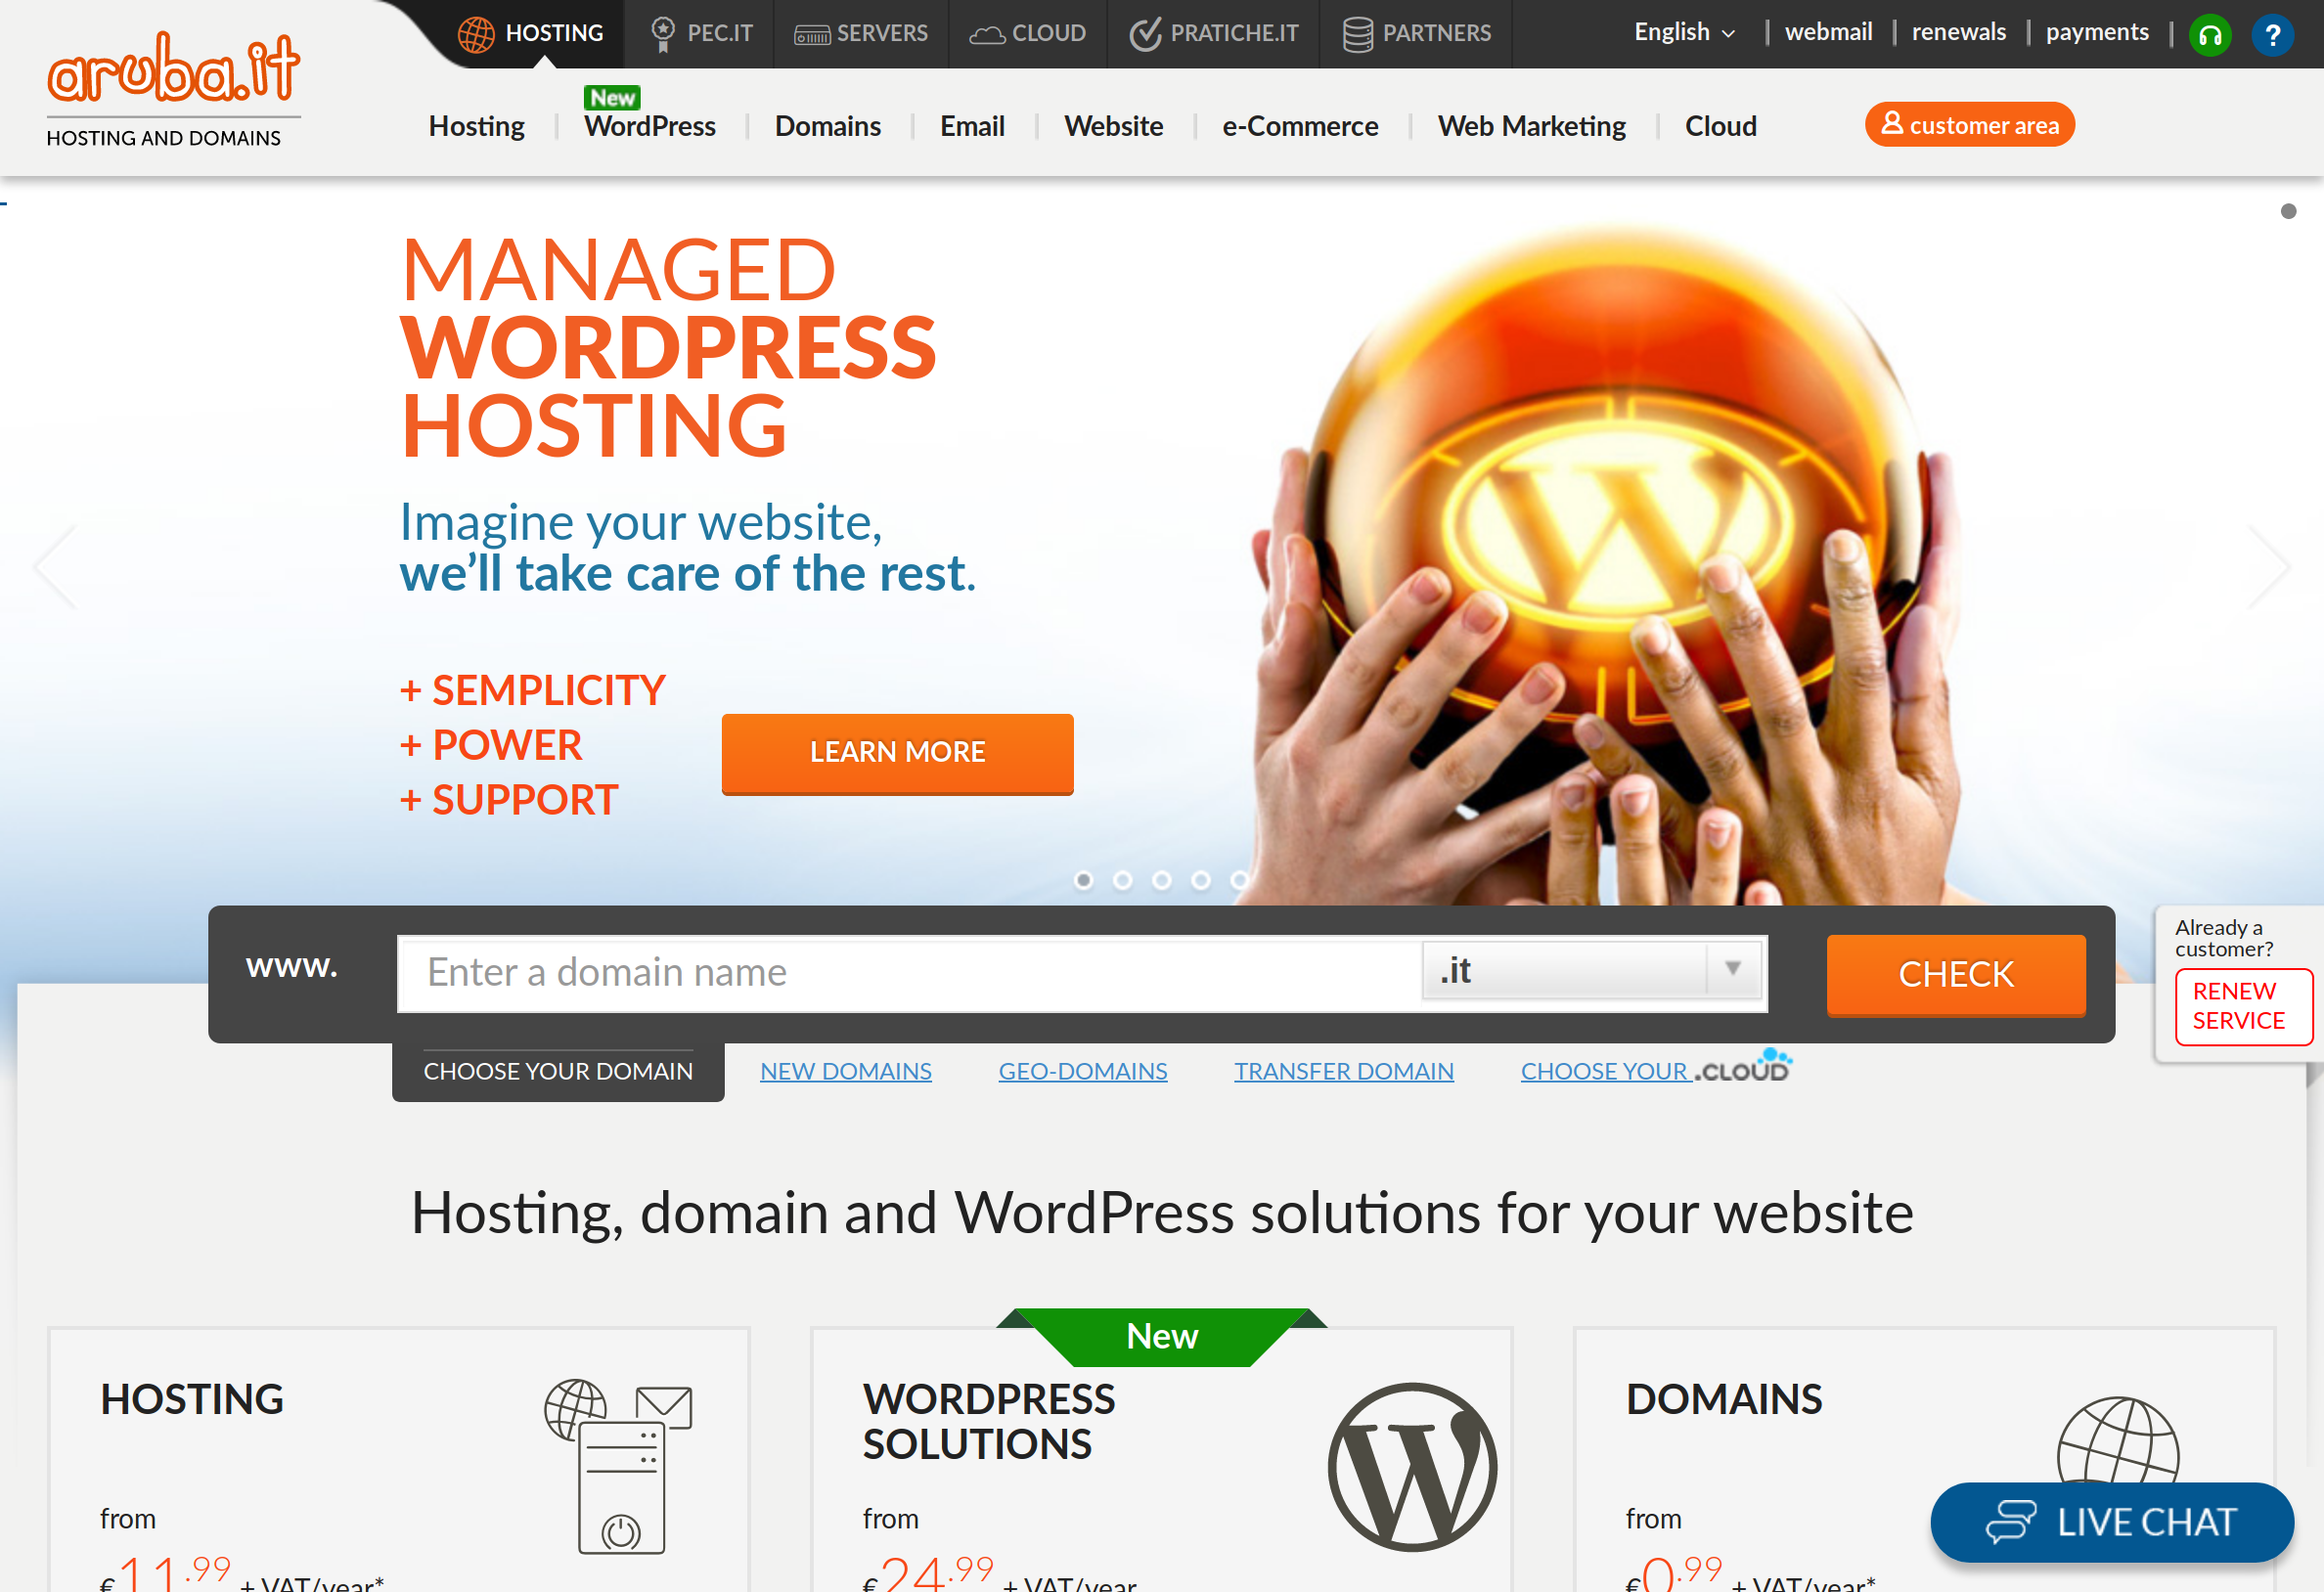 aruba.it
HOSTING AND DOMAINS
HOSTING
PEC.IT
SERVERS
CLOUD
PRATICHE.IT
PARTNERS
English
webmail
renewals
payments
?
New
Hosting
WordPress
Domains
Email
Website
e-Commerce
Web Marketing
Cloud
customer area
MANAGED
WORDPRESS
HOSTING
Imagine your website,
we'll take care of the rest.
+ SEMPLICITY
+ POWER
+ SUPPORT
LEARN MORE
www.
Enter a domain name
.it
CHECK
Already a
customer?
RENEW
SERVICE
CHOOSE YOUR DOMAIN
NEW DOMAINS
GEO-DOMAINS
TRANSFER DOMAIN
CHOOSE YOUR .CLOUD
Hosting, domain and WordPress solutions for your website
HOSTING
from
€11.99 + VAT/year*
New
WORDPRESS
SOLUTIONS
from
€24.99 + VAT/year
DOMAINS
from
€0.99 + VAT/year*
LIVE CHAT